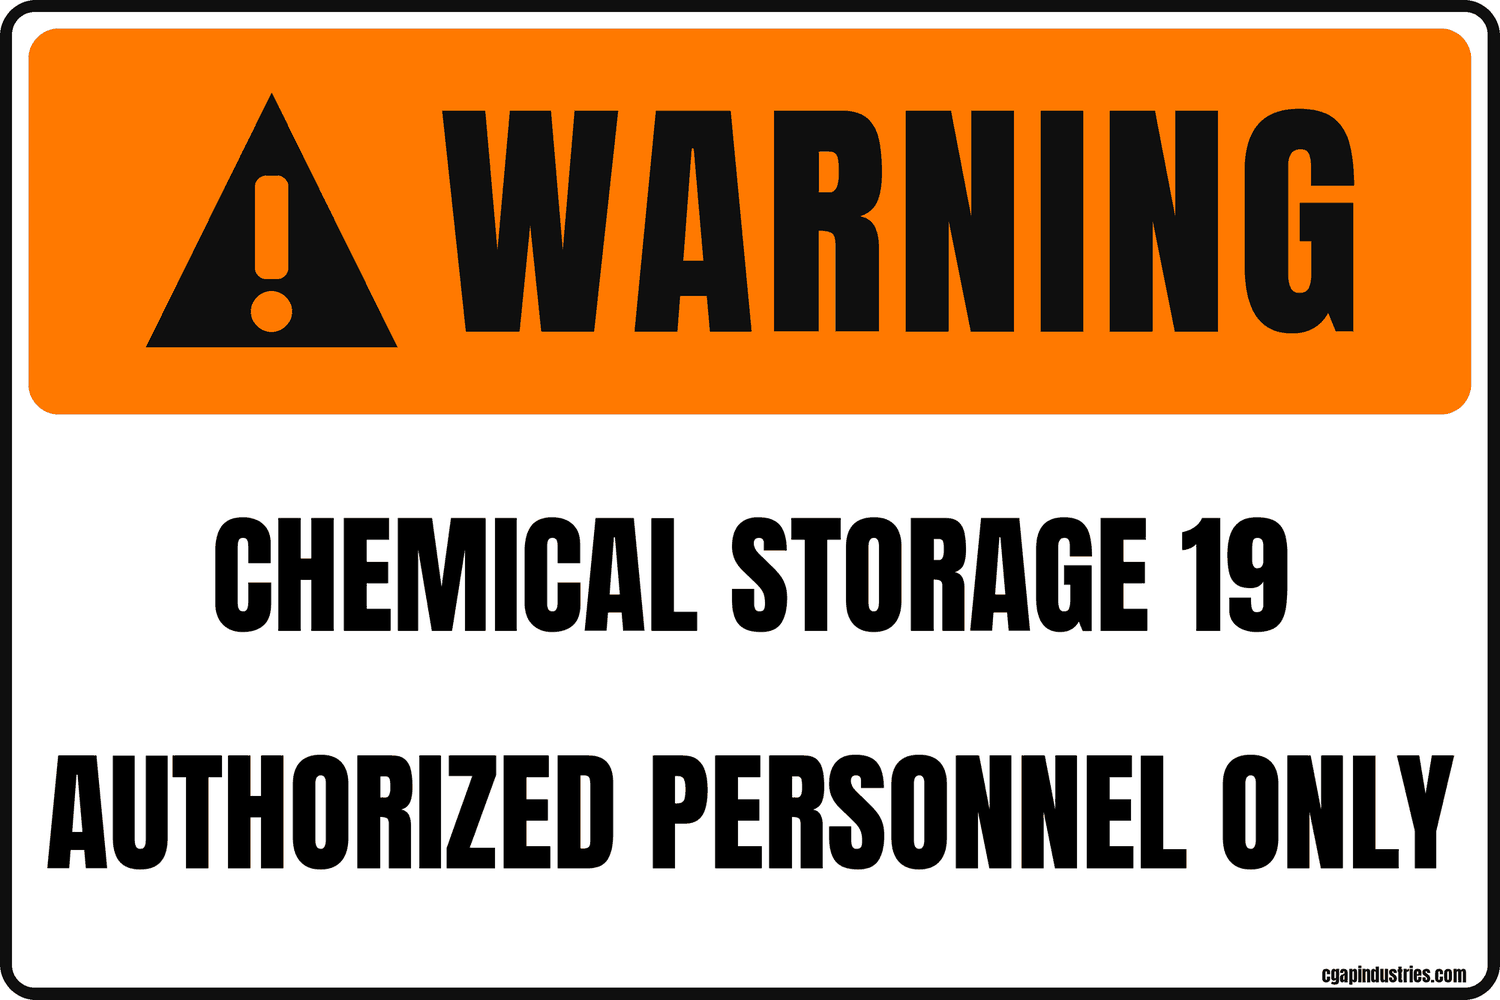 WARNING
CHEMICAL STORAGE 19
AUTHORIZED PERSONNEL ONLY
cgapindustries.com